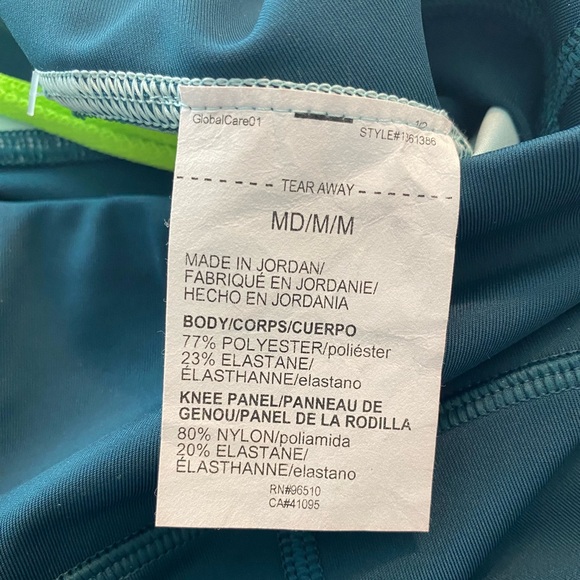 GlobalCare01
TEAR AWAY
MD/M/M
MADE IN JORDAN/
FABRIQUÉ EN JORDANIE/
HECHO EN JORDANIA
BODY/CORPS/CUERPO
77% POLYESTER/poliéster
23% ELASTANE/
ÉLASTHANNE/elastano
KNEE PANEL/PANNEAU DE
GENOU/PANEL DE LA RODILLA
80% NYLON/poliamida
20% ELASTANE/
ÉLASTHANNE/elastano
RN#96510
CA#41095